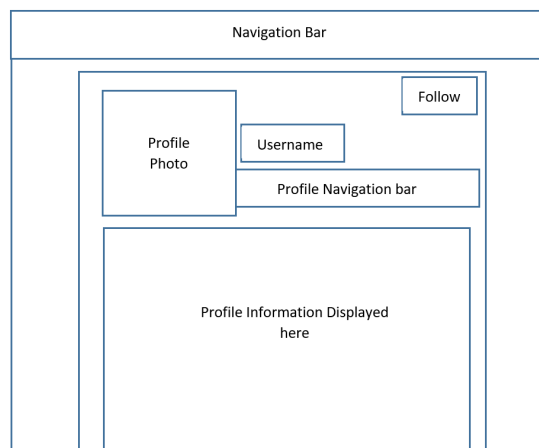 Navigation Bar
Follow
Profile
Photo
Username
Profile Navigation bar
Profile Information Displayed
here